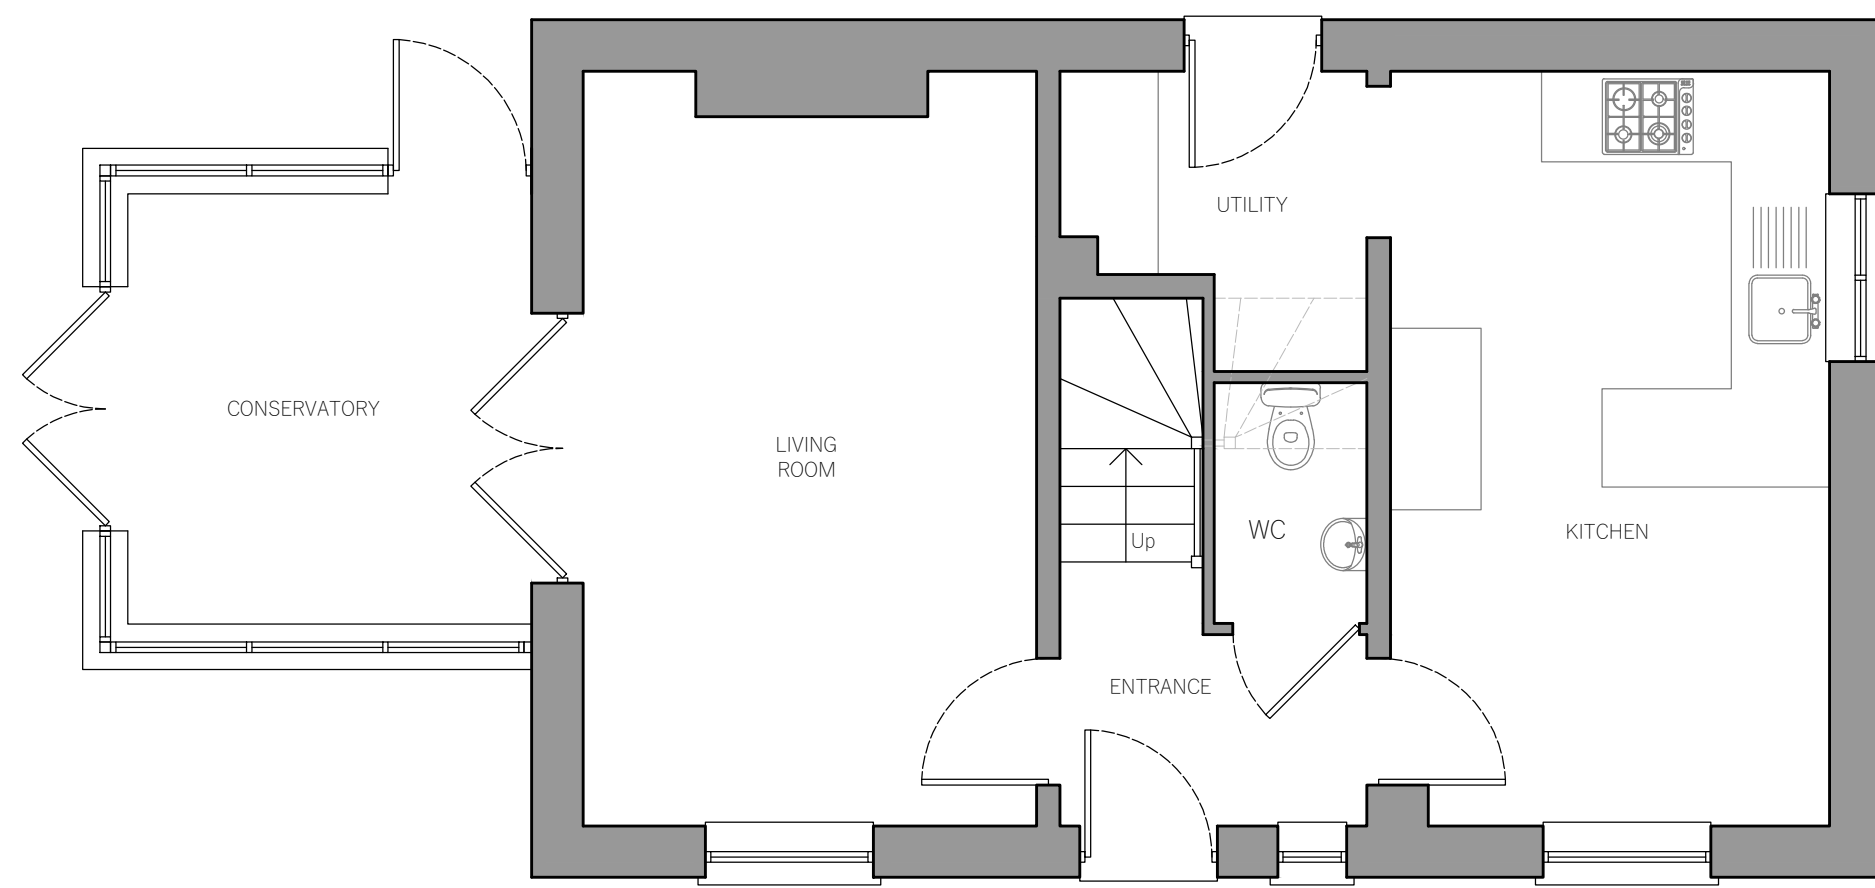 UTILITY
CONSERVATORY
LIVING
ROOM
WC
KITCHEN
Up
ENTRANCE